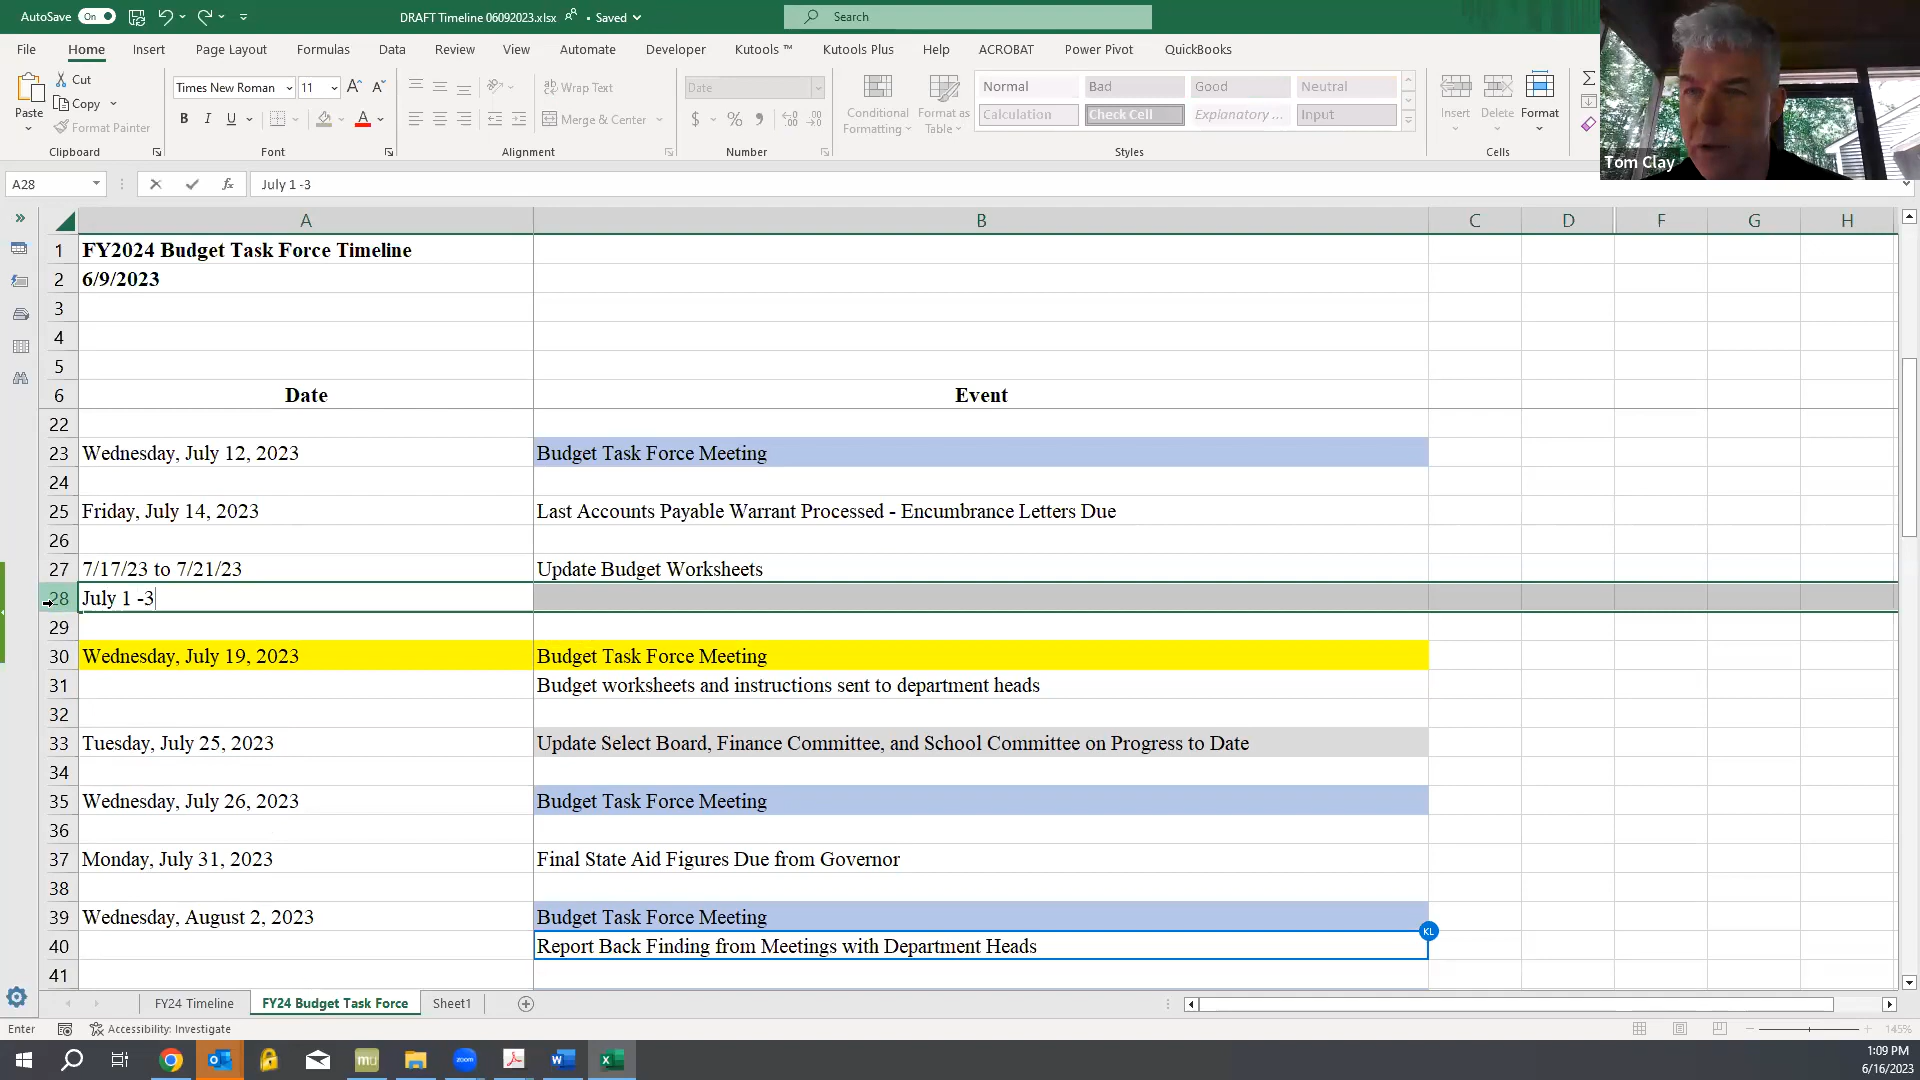 AutoSave On DRAFT Timeline 06092023.xlsx • Saved Search
File Home Insert Page Layout Formulas Data Review View Automate Developer Kutools ™ Kutools Plus Help ACROBAT Power Pivot QuickBooks
Paste Cut Copy Format Painter Clipboard
Times New Roman 11 A A B I U A Font
Wrap Text Merge & Center Alignment
Date $ % Number
Conditional Formatting Format as Table Normal Bad Good Neutral
Calculation Check Cell Explanatory ... Input Styles
Insert Delete Format Cells
Tom Clay
A28 fx July 1 -3
A B C D F G H
1 FY2024 Budget Task Force Timeline
2 6/9/2023
3
4
5
6 Date Event
22
23 Wednesday, July 12, 2023 Budget Task Force Meeting
24
25 Friday, July 14, 2023 Last Accounts Payable Warrant Processed - Encumbrance Letters Due
26
27 7/17/23 to 7/21/23 Update Budget Worksheets
28 July 1 -3
29
30 Wednesday, July 19, 2023 Budget Task Force Meeting
31 Budget worksheets and instructions sent to department heads
32
33 Tuesday, July 25, 2023 Update Select Board, Finance Committee, and School Committee on Progress to Date
34
35 Wednesday, July 26, 2023 Budget Task Force Meeting
36
37 Monday, July 31, 2023 Final State Aid Figures Due from Governor
38
39 Wednesday, August 2, 2023 Budget Task Force Meeting
KL
40 Report Back Finding from Meetings with Department Heads
41
FY24 Timeline FY24 Budget Task Force Sheet1
Enter Accessibility: Investigate 145%
mu
1:09 PM
6/16/2023